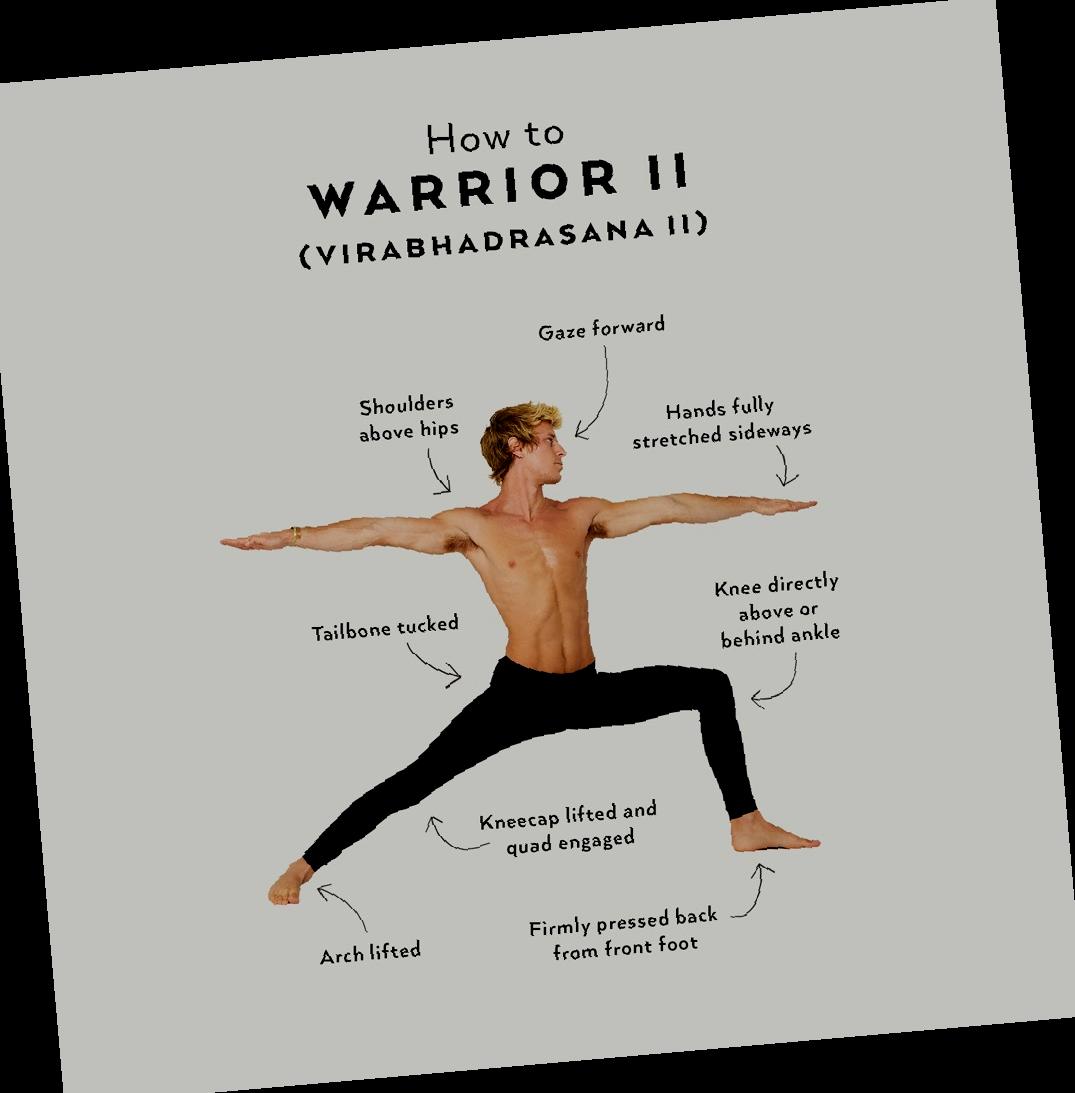 How to
WARRIOR II
(VIRABHADRASANA II)
Gaze forward
Shoulders
above hips
Hands fully
stretched sideways
Knee directly
above or
behind ankle
Tailbone tucked
Kneecap lifted and
quad engaged
Firmly pressed back
from front foot
Arch lifted